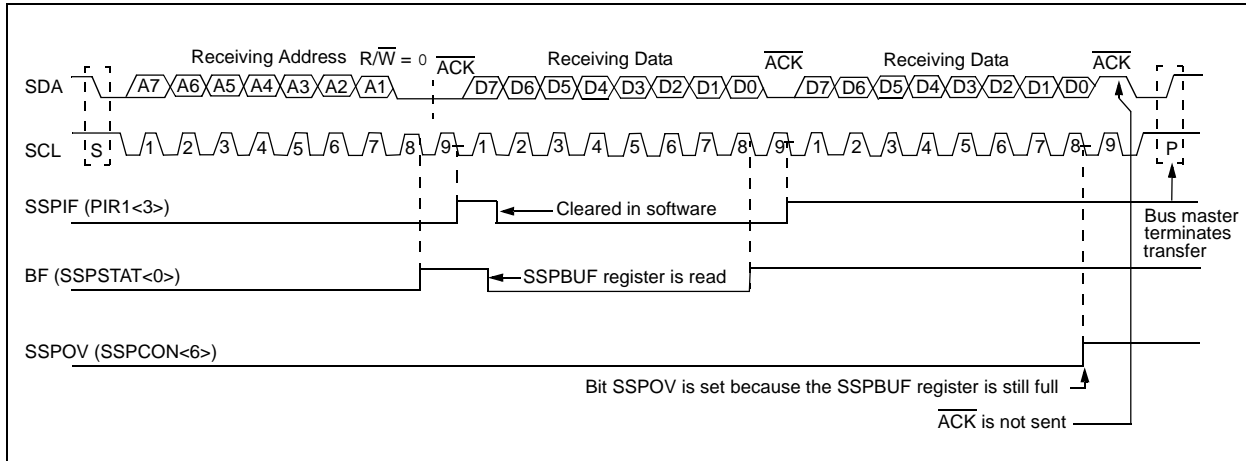 Receiving Address R/W = 0 ACK Receiving Data ACK Receiving Data ACK
SDA A7 A6 A5 A4 A3 A2 A1 D7 D6 D5 D4 D3 D2 D1 D0 D7 D6 D5 D4 D3 D2 D1 D0
SCL S 1 2 3 4 5 6 7 8 9 1 2 3 4 5 6 7 8 9 1 2 3 4 5 6 7 8 9 P
SSPIF (PIR1<3>) Cleared in software
Bus master
terminates
transfer
BF (SSPSTAT<0>) SSPBUF register is read
SSPOV (SSPCON<6>)
Bit SSPOV is set because the SSPBUF register is still full
ACK is not sent